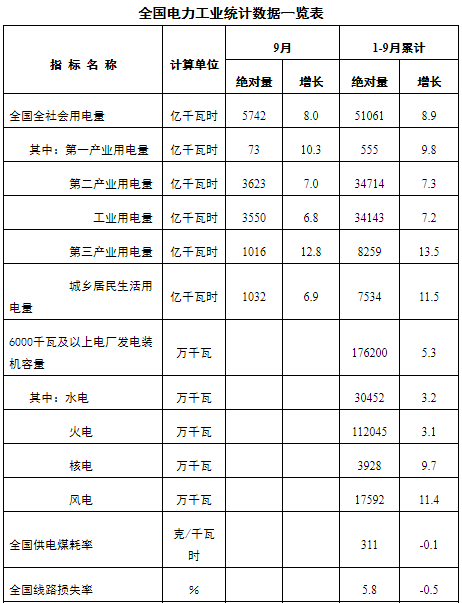 全国电力工业统计数据一览表
指 标 名 称 计算单位 9月 1-9月累计
绝对量 增长 绝对量 增长
全国全社会用电量 亿千瓦时 5742 8.0 51061 8.9
其中：第一产业用电量 亿千瓦时 73 10.3 555 9.8
第二产业用电量 亿千瓦时 3623 7.0 34714 7.3
工业用电量 亿千瓦时 3550 6.8 34143 7.2
第三产业用电量 亿千瓦时 1016 12.8 8259 13.5
城乡居民生活用
电量 亿千瓦时 1032 6.9 7534 11.5
6000千瓦及以上电厂发电装
机容量 万千瓦 176200 5.3
其中：水电 万千瓦 30452 3.2
火电 万千瓦 112045 3.1
核电 万千瓦 3928 9.7
风电 万千瓦 17592 11.4
全国供电煤耗率 克/千瓦
时 311 -0.1
全国线路损失率 % 5.8 -0.5